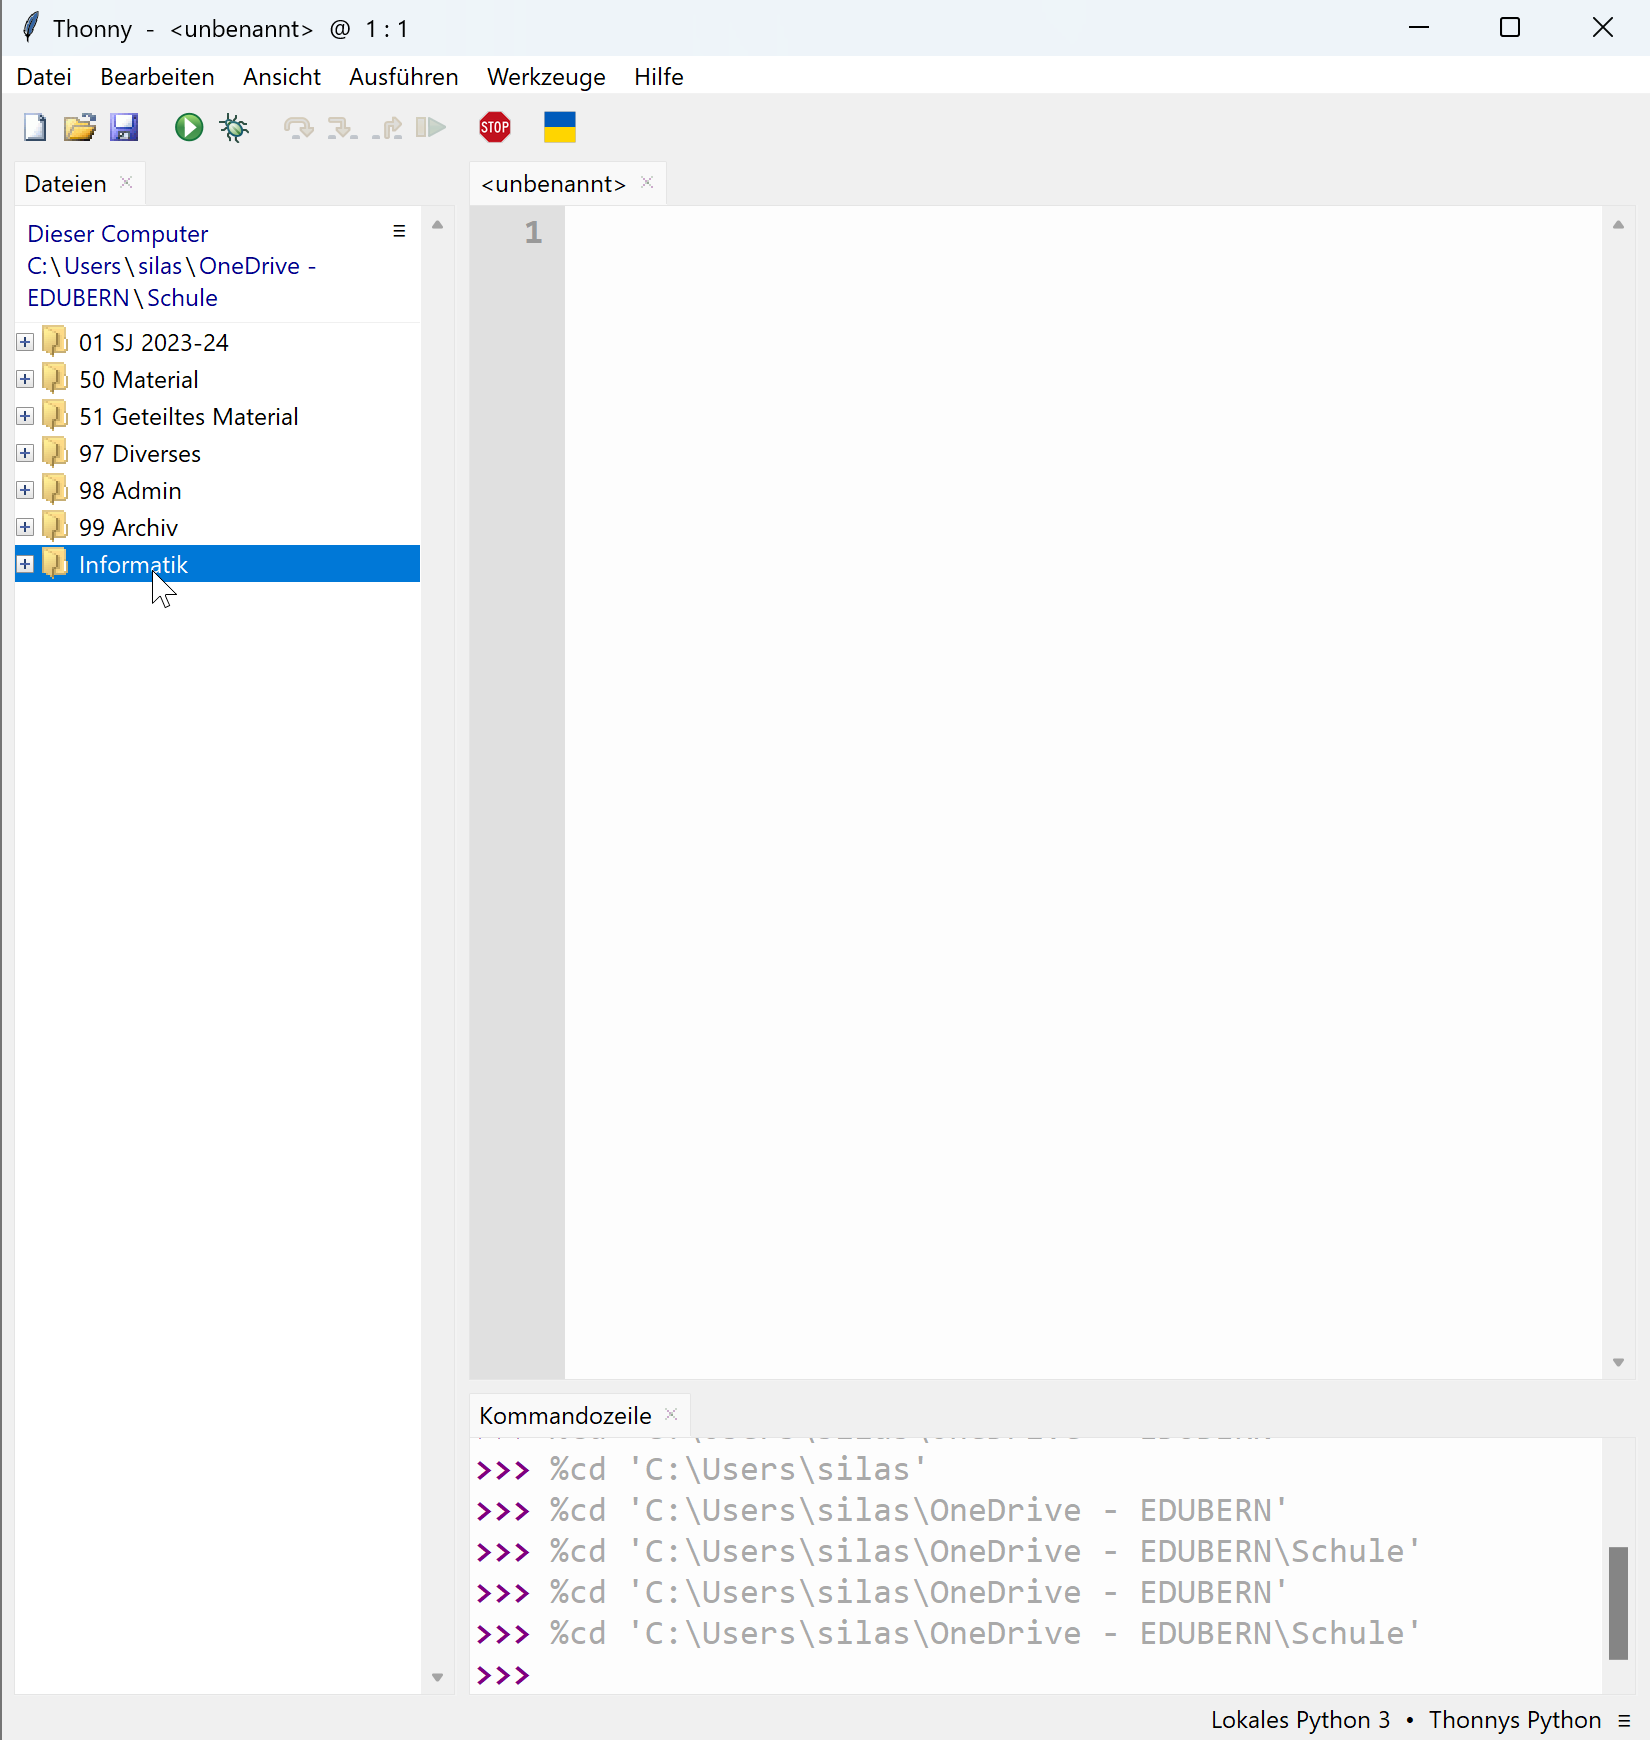 Thonny - <unbenannt> @ 1 : 1
Datei Bearbeiten Ansicht Ausführen Werkzeuge Hilfe
STOP
Dateien
Dieser Computer
C:\Users\silas\OneDrive -
EDUBERN\Schule
01 SJ 2023-24
50 Material
51 Geteiltes Material
97 Diverses
98 Admin
99 Archiv
Informatik
<unbenannt>
1
Kommandozeile
>>> %cd 'C:\Users\silas'
>>> %cd 'C:\Users\silas\OneDrive - EDUBERN'
>>> %cd 'C:\Users\silas\OneDrive - EDUBERN\Schule'
>>> %cd 'C:\Users\silas\OneDrive - EDUBERN'
>>> %cd 'C:\Users\silas\OneDrive - EDUBERN\Schule'
>>>
Lokales Python 3 • Thonnys Python ≡